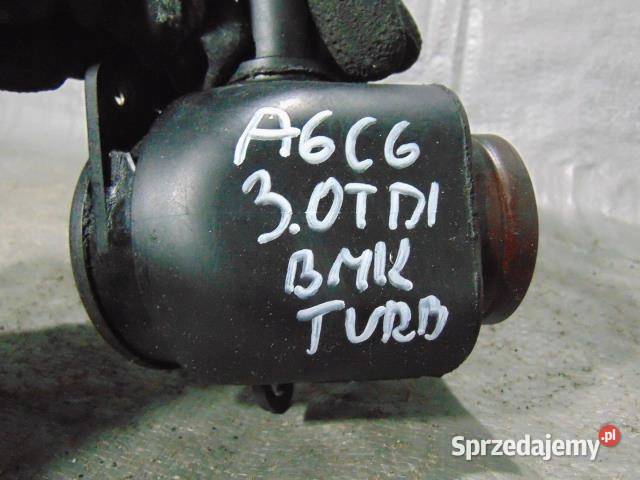 A6C6
3.0TDI
BMK
TURB
Sprzedajemy.pl